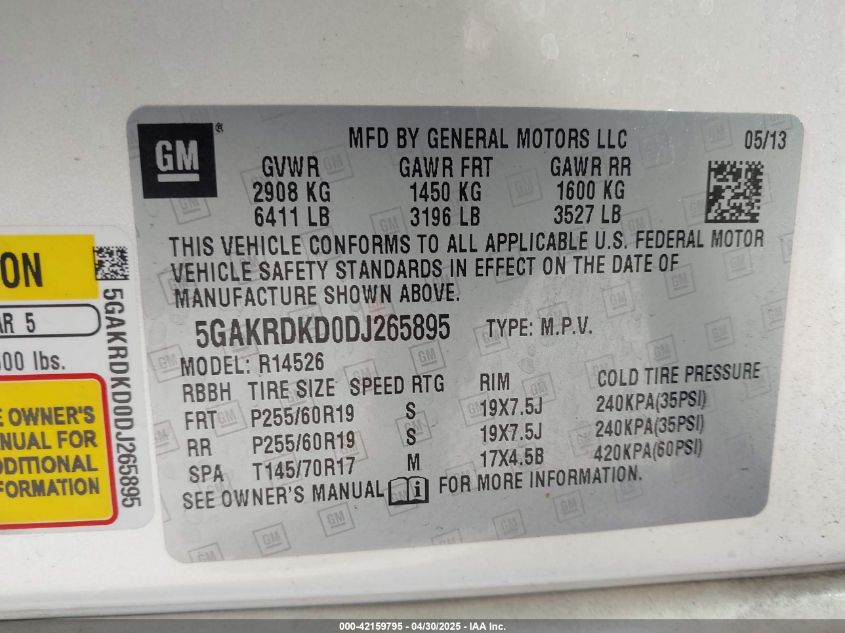 GM®
MFD BY GENERAL MOTORS LLC 05/13
GVWR GAWR FRT GAWR RR
2908 KG 1450 KG 1600 KG
6411 LB 3196 LB 3527 LB
THIS VEHICLE CONFORMS TO ALL APPLICABLE U.S. FEDERAL MOTOR
VEHICLE SAFETY STANDARDS IN EFFECT ON THE DATE OF
MANUFACTURE SHOWN ABOVE.
5GAKRDKD0DJ265895 TYPE: M.P.V.
MODEL: R14526
RBBH TIRE SIZE SPEED RTG RIM COLD TIRE PRESSURE
FRT P255/60R19 S 19X7.5J 240KPA(35PSI)
RR P255/60R19 S 19X7.5J 240KPA(35PSI)
SPA T145/70R17 M 17X4.5B 420KPA(60PSI)
SEE OWNER'S MANUAL i FOR MORE INFORMATION.
ON
AR 5
00 lbs.
E OWNER'S
NUAL FOR
DDITIONAL
FORMATION
5GAKRDKD0DJ265895
000-42159795 - 04/30/2025 - IAA Inc.